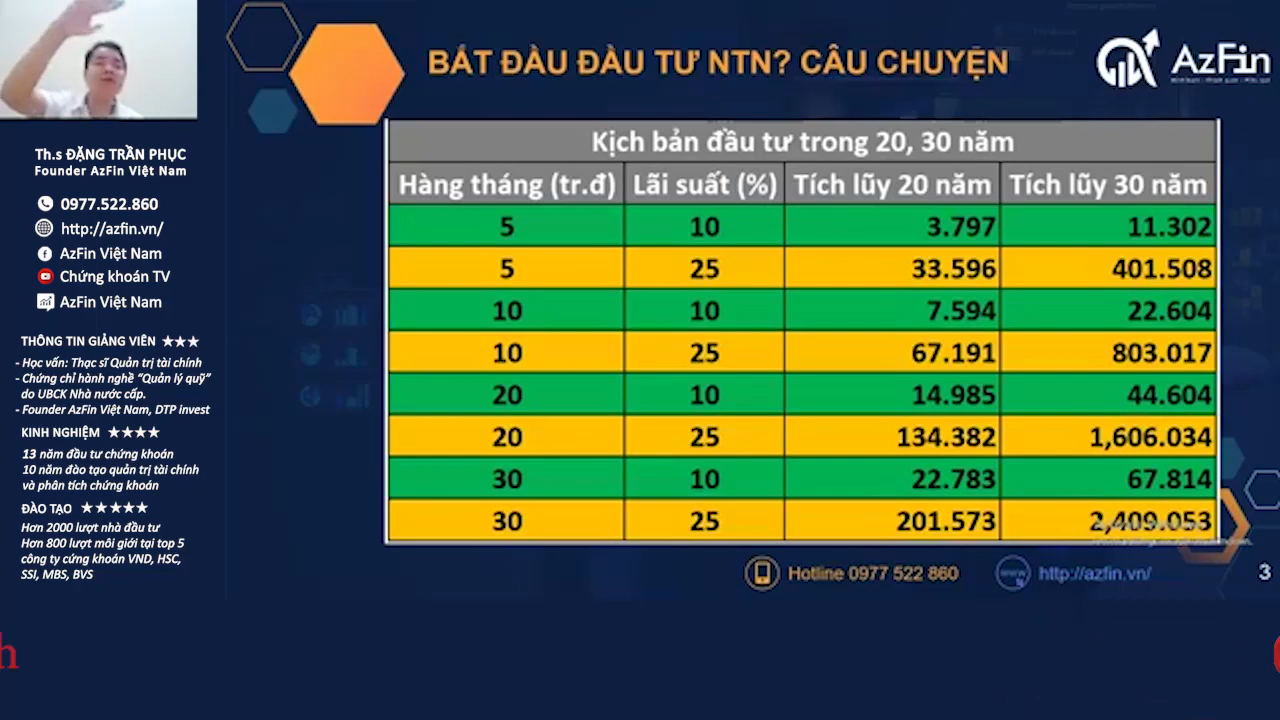 BẮT ĐẦU ĐẦU TƯ NTN? CÂU CHUYỆN
AzFin
Th.s ĐẶNG TRẦN PHỤC
Founder AzFin Việt Nam
0977.522.860
http://azfin.vn/
AzFin Việt Nam
Chứng khoán TV
AzFin Việt Nam
THÔNG TIN GIẢNG VIÊN ★★★
- Học vấn: Thạc sĩ Quản trị tài chính
- Chứng chỉ hành nghề “Quản lý quỹ”
do UBCK Nhà nước cấp.
- Founder AzFin Việt Nam, DTP invest
KINH NGHIỆM ★★★★
13 năm đầu tư chứng khoán
10 năm đào tạo quản trị tài chính
và phân tích chứng khoán
ĐÀO TẠO ★★★★★
Hơn 2000 lượt nhà đầu tư
Hơn 800 lượt môi giới tại top 5
công ty cứng khoán VND, HSC,
SSI, MBS, BVS
Kịch bản đầu tư trong 20, 30 năm
Hàng tháng (tr.đ) Lãi suất (%) Tích lũy 20 năm Tích lũy 30 năm
5 10 3.797 11.302
5 25 33.596 401.508
10 10 7.594 22.604
10 25 67.191 803.017
20 10 14.985 44.604
20 25 134.382 1,606.034
30 10 22.783 67.814
30 25 201.573 2,409.053
Hotline 0977 522 860
www
http://azfin.vn/
3
h